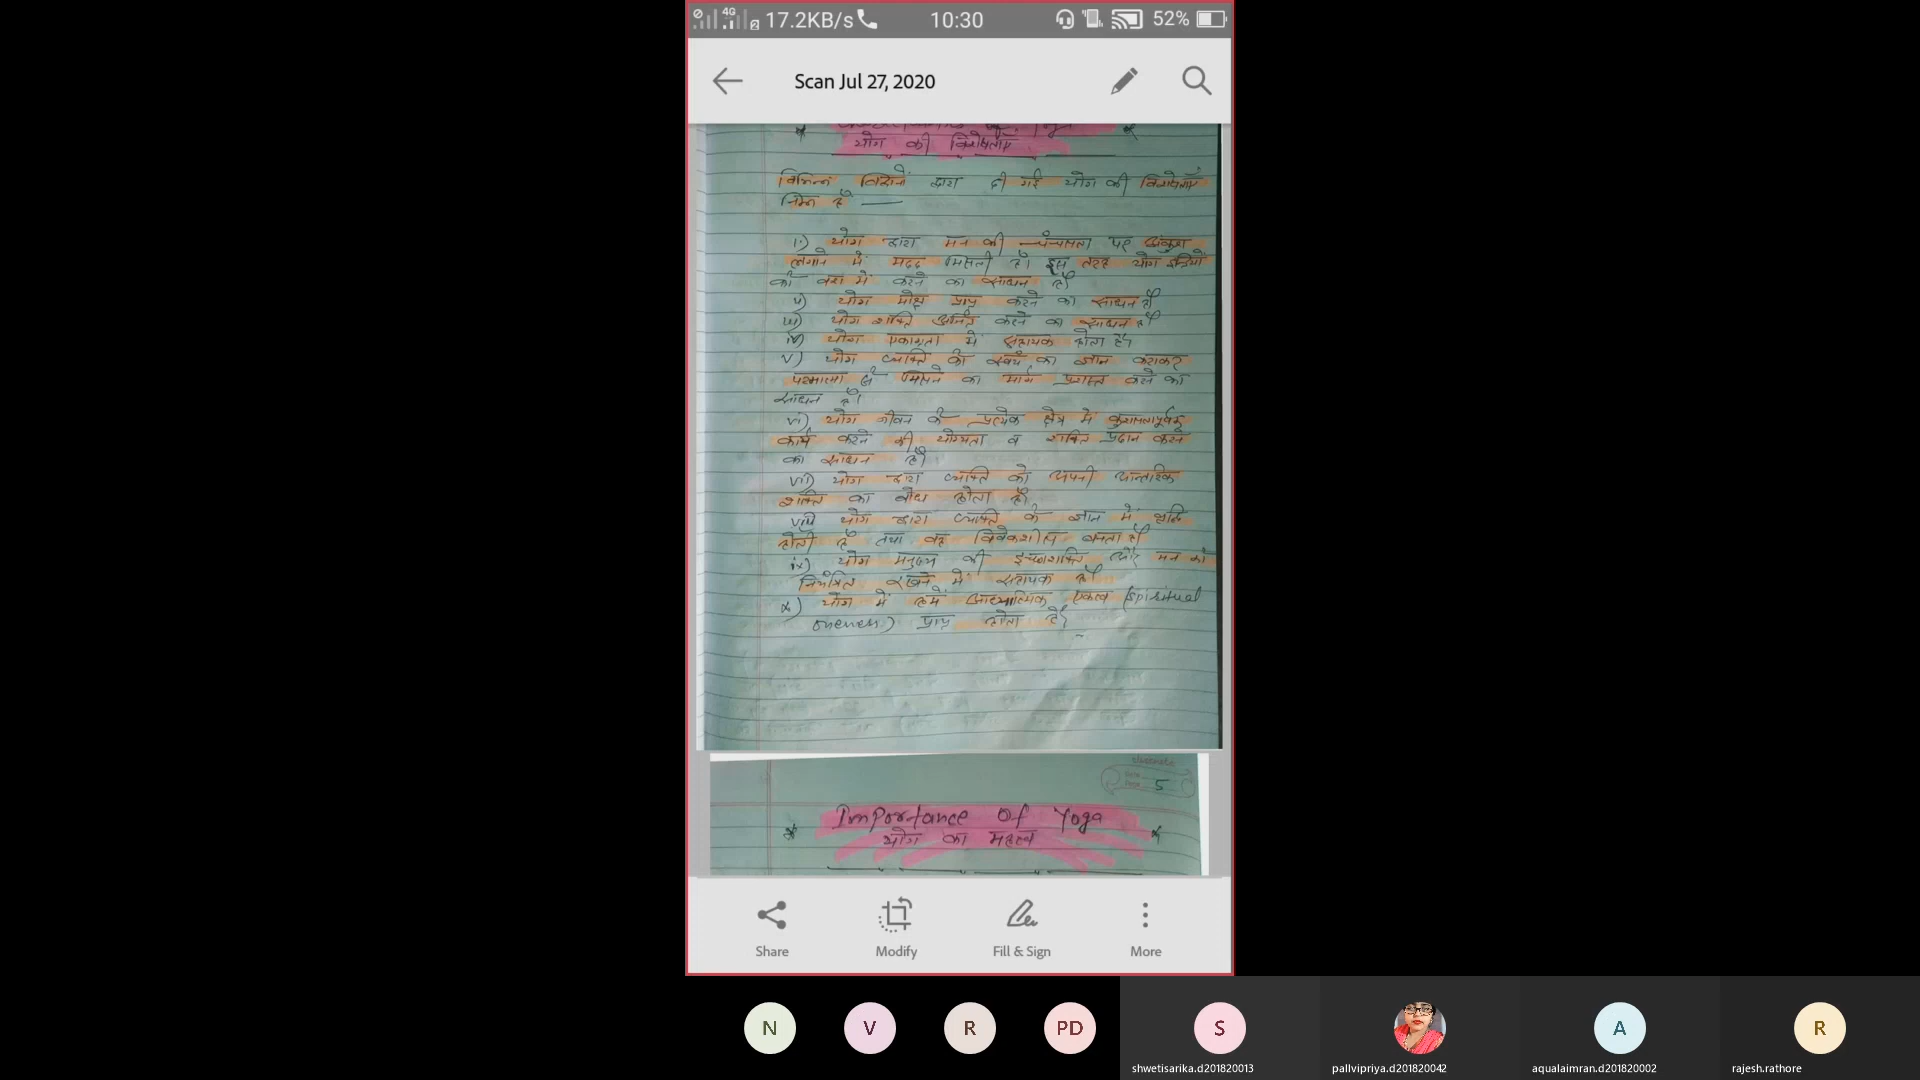 4G 2 17.2KB/s 10:30 52%
Scan Jul 27, 2020
योग की विशेषताएँ
विभिन्न विद्वानों द्वारा दी गई योग की विशेषताएँ
निम्न है —
i) योग द्वारा मन की चंचलता पर अंकुश
लगाने में मदद मिलती है। इस तरह योग इन्द्रियों
को वश में करने का साधन है।
ii) योग मोक्ष प्राप्त करने का साधन है।
iii) योग शक्ति अर्जित करने का साधन है।
iv) योग एकाग्रता में सहायक होता है।
v) योग व्यक्ति को स्वयं का ज्ञान कराकर
परमात्मा से मिलने का मार्ग प्रशस्त करने का
साधन है।
vi) योग जीवन के प्रत्येक क्षेत्र में कुशलतापूर्वक
कार्य करने की योग्यता व शक्ति प्रदान करने
का साधन है।
vii) योग द्वारा व्यक्ति को अपनी आन्तरिक
शक्ति का बोध होता है।
viii) योग द्वारा व्यक्ति के ज्ञान में वृद्धि
होती है तथा वह विवेकशील बनता है।
ix) योग मनुष्य की इच्छाशक्ति और मन को
नियंत्रित रखने में सहायक है।
x) योग में हमें आध्यात्मिक एकत्व (spiritual
oneness) प्राप्त होता है।
5
Importance Of Yoga
योग का महत्व
Share Modify Fill & Sign More
N V R PD S A R
shwetisarika.d201820013 pallvipriya.d201820042 aqualaimran.d201820002 rajesh.rathore